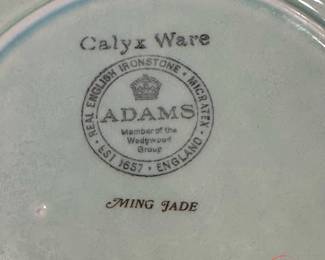 Calyx Ware
REAL ENGLISH IRONSTONE · MICRATEX
ADAMS
Member of the
Wedgwood
Group
EST 1657 · ENGLAND
MING JADE